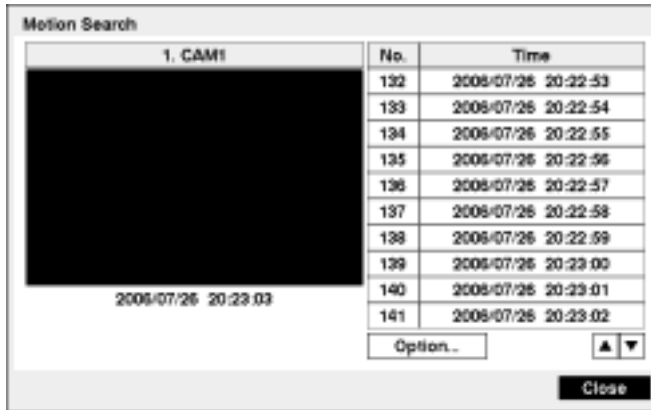 Motion Search
1. CAM1
No. Time
132 2006/07/26 20:22:53
133 2006/07/26 20:22:54
134 2006/07/26 20:22:55
135 2006/07/26 20:22:56
136 2006/07/26 20:22:57
137 2006/07/26 20:22:58
138 2006/07/26 20:22:59
139 2006/07/26 20:23:00
140 2006/07/26 20:23:01
141 2006/07/26 20:23:02
2006/07/26 20:23:03
Option...
Close